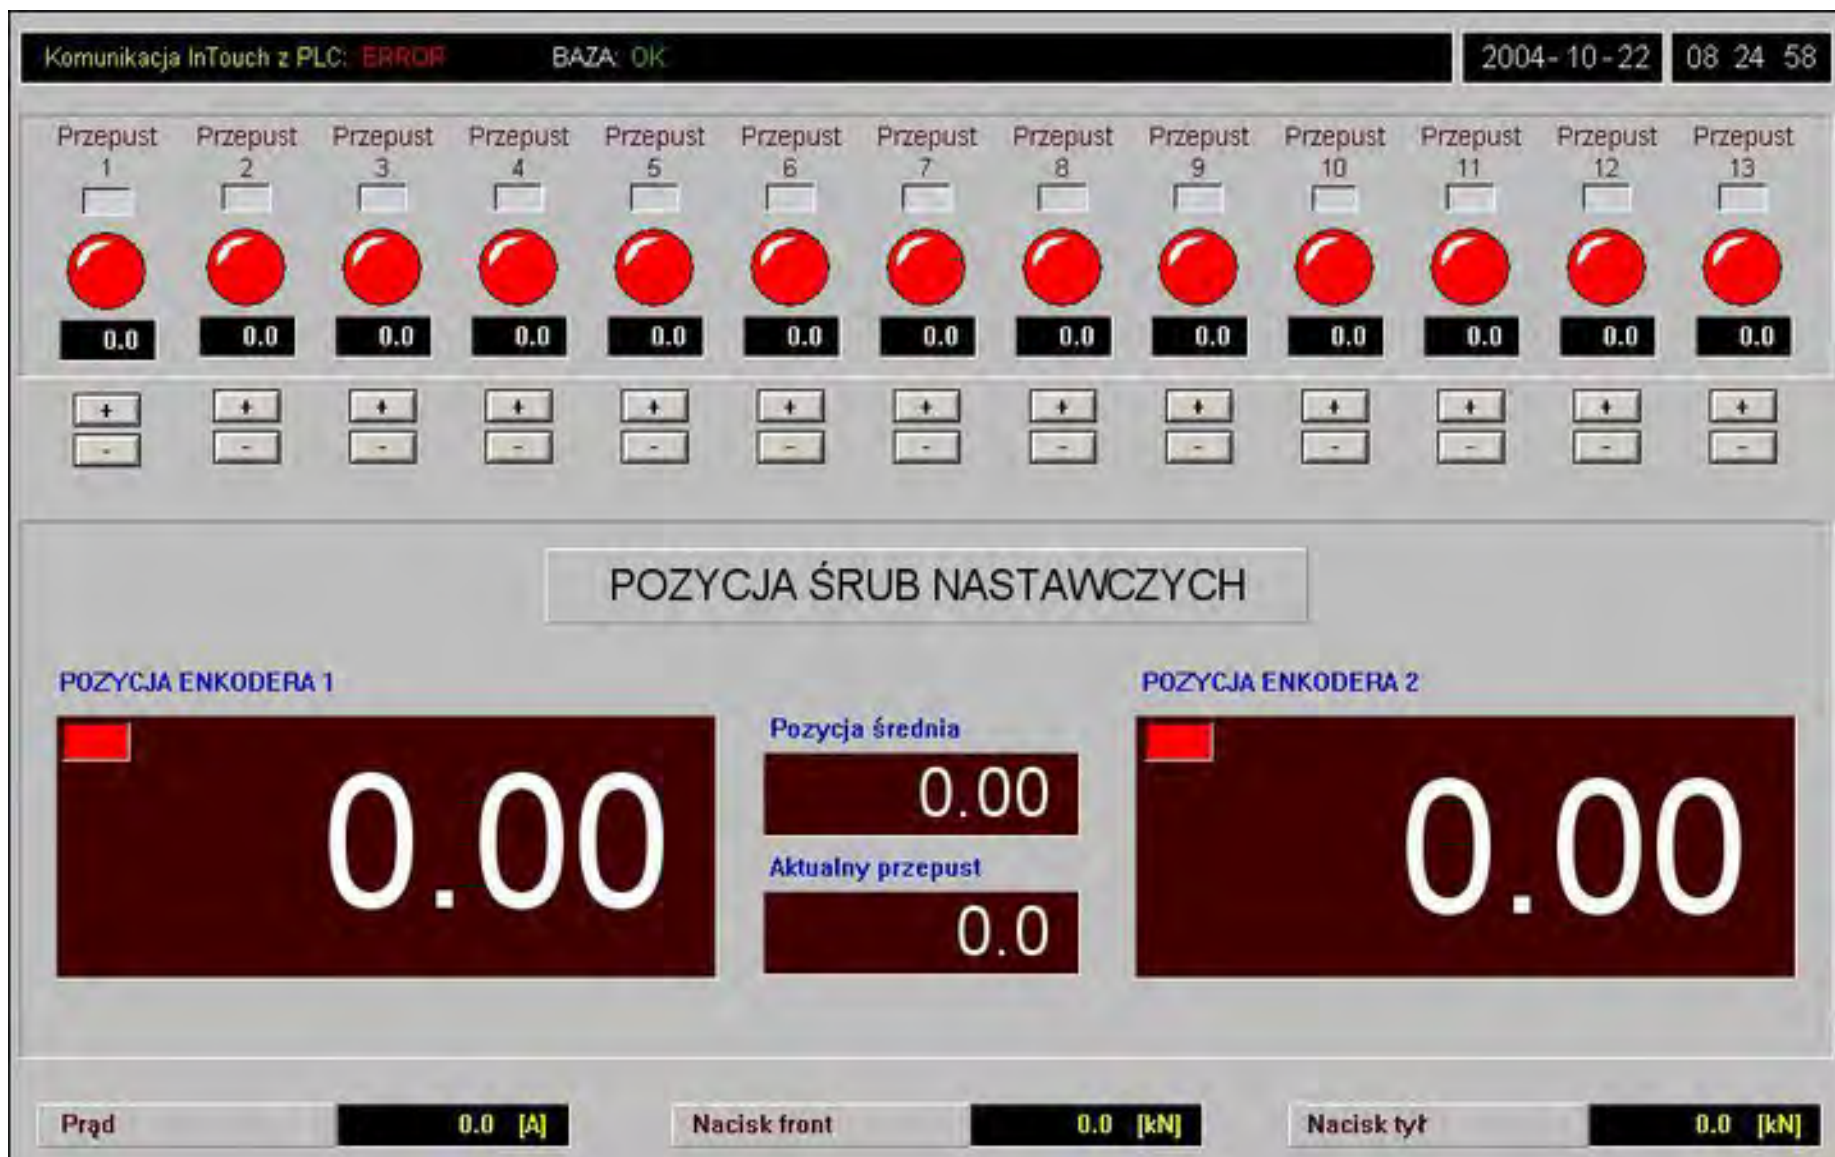 Komunikacja InTouch z PLC: ERROR BAZA: OK 2004-10-22 08 24 58
Przepust Przepust Przepust Przepust Przepust Przepust Przepust Przepust Przepust Przepust Przepust Przepust Przepust
1 2 3 4 5 6 7 8 9 10 11 12 13
0.0 0.0 0.0 0.0 0.0 0.0 0.0 0.0 0.0 0.0 0.0 0.0 0.0
+ + + + + + + + + + + + +
- - - - - - - - - - - - -
POZYCJA ŚRUB NASTAWCZYCH
POZYCJA ENKODERA 1
0.00
Pozycja średnia
0.00
Aktualny przepust
0.0
POZYCJA ENKODERA 2
0.00
Prąd 0.0 [A] Nacisk front 0.0 [kN] Nacisk tył 0.0 [kN]